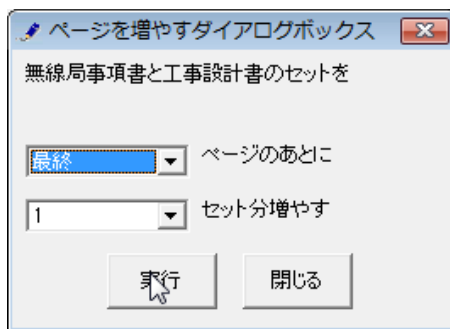 ページを増やすダイアログボックス
無線局事項書と工事設計書のセットを
最終 ページのあとに
1 セット分増やす
実行 閉じる